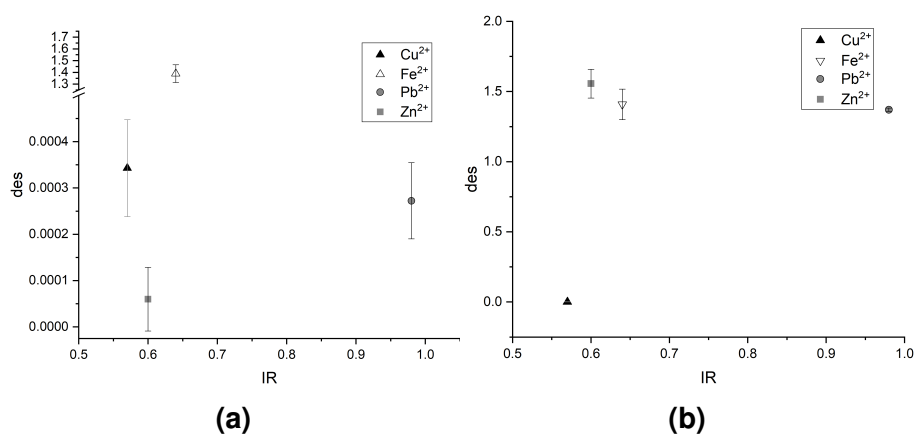 1.7
1.6
1.5
1.4
1.3
0.0004
0.0003
0.0002
0.0001
0.0000
des
0.5 0.6 0.7 0.8 0.9 1.0
IR
Cu²⁺
Fe²⁺
Pb²⁺
Zn²⁺
(a)
2.0
1.5
1.0
1.5
0.0
des
0.5 0.6 0.7 0.8 0.9 1.0
IR
Cu²⁺
Fe²⁺
Pb²⁺
Zn²⁺
(b)